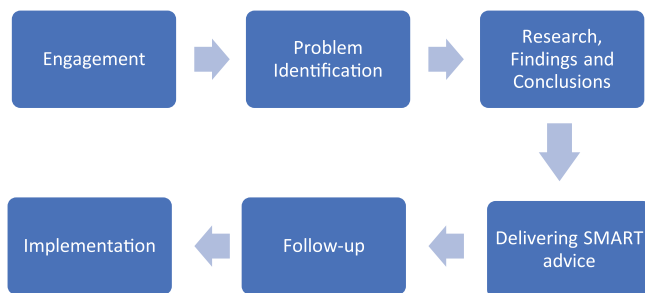 Engagement
Problem
Identification
Research,
Findings and
Conclusions
Delivering SMART
advice
Follow-up
Implementation